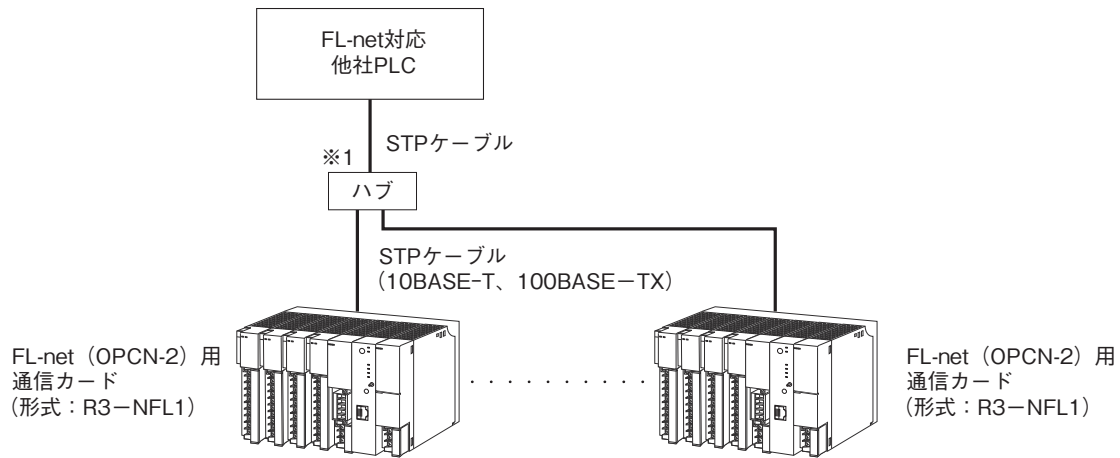 FL-net対応
他社PLC
STPケーブル
※1
ハブ
STPケーブル
（10BASE-T、100BASE－TX）
FL-net（OPCN-2）用
通信カード
（形式：R3－NFL1）
・・・・・・・・・・
FL-net（OPCN-2）用
通信カード
（形式：R3－NFL1）